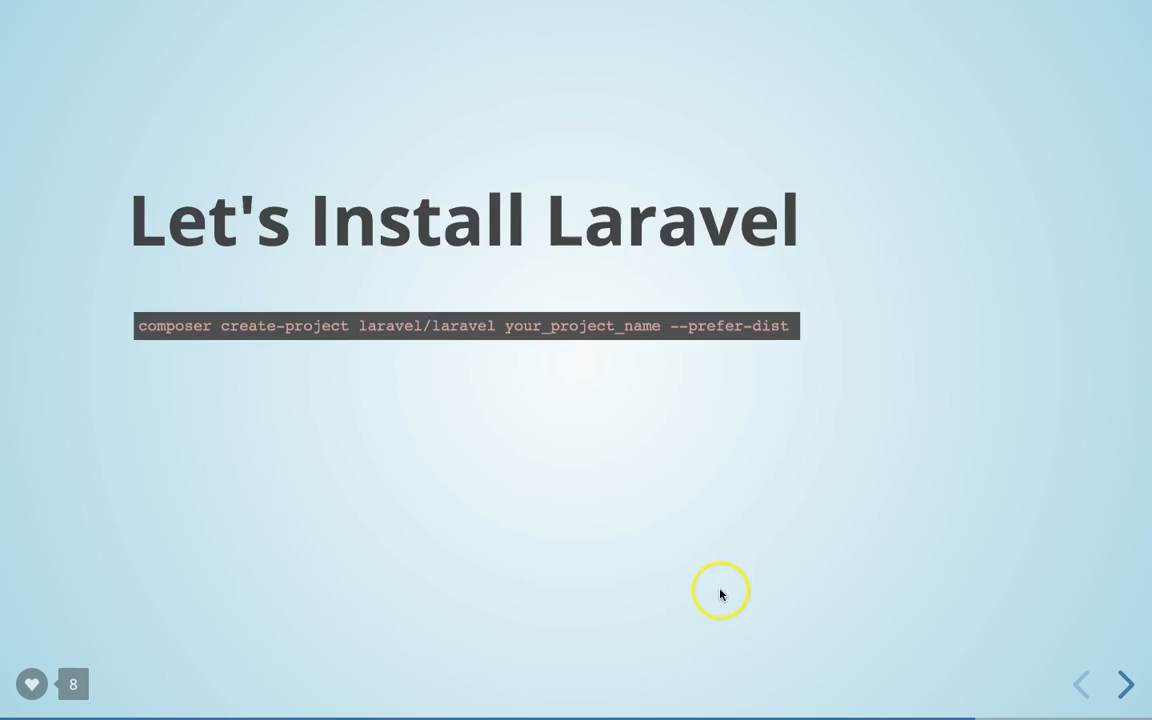 Let's Install Laravel
composer create-project laravel/laravel your_project_name --prefer-dist
8